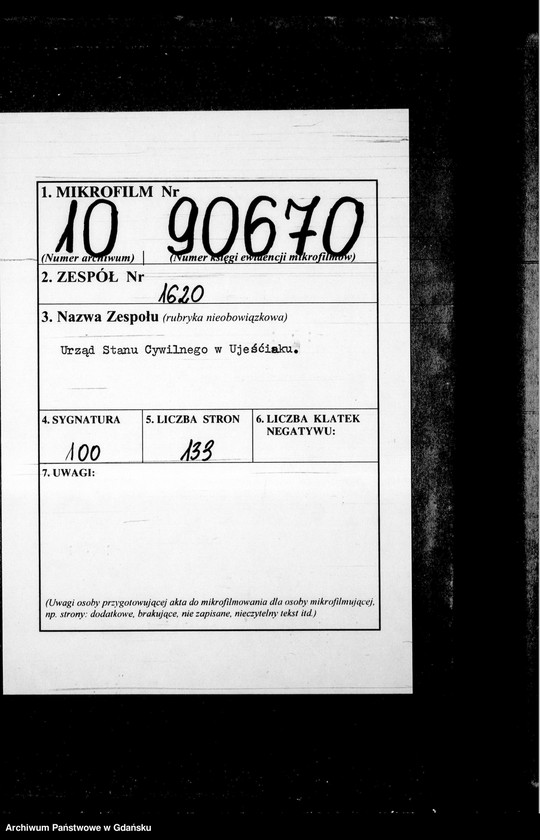 1. MIKROFILM Nr
10 90670
(Numer archiwum) (Numer księgi ewidencji mikrofilmów)
2. ZESPÓŁ Nr
1620
3. Nazwa Zespołu (rubryka nieobowiązkowa)
Urząd Stanu Cywilnego w Ujeścisku.
4. SYGNATURA 5. LICZBA STRON 6. LICZBA KLATEK
NEGATYWU:
100 133
7. UWAGI:
(Uwagi osoby przygotowującej akta do mikrofilmowania dla osoby mikrofilmującej,
np. strony: dodatkowe, brakujące, nie zapisane, nieczytelny tekst itd.)
Archiwum Państwowe w Gdańsku